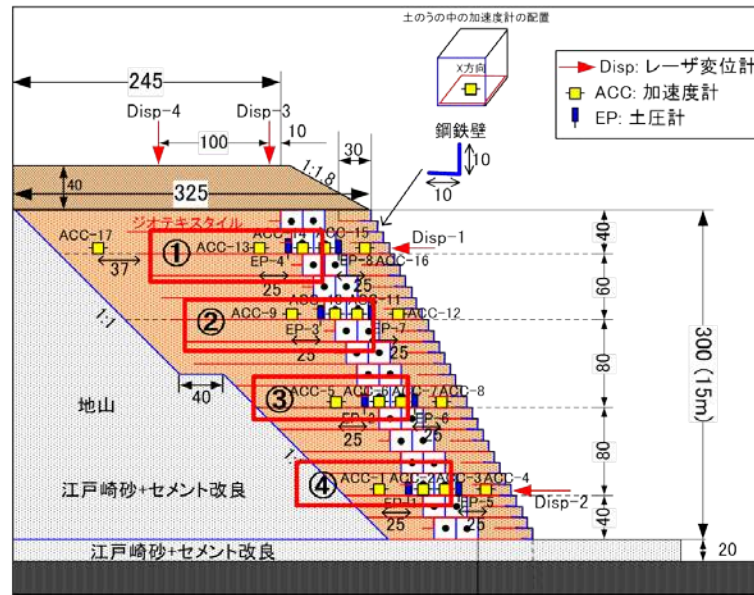 土のうの中の加速度計の配置
X方向
Disp: レーザ変位計
ACC: 加速度計
EP: 土圧計
245
Disp-4
Disp-3
100
10
鋼鉄壁
10
10
30
1:1.8
40
325
ジオテキスタイル
ACC-17
ACC-13
ACC-14
ACC-15
Disp-1
①
EP-4
EP-8
ACC-16
37
25
25
40
60
②
ACC-9
ACC-10
ACC-11
ACC-12
EP-3
EP-7
25
25
1:1
80
300 (15m)
40
③
ACC-5
ACC-6
ACC-7
ACC-8
EP-2
EP-6
25
25
地山
80
④
ACC-1
ACC-2
ACC-3
ACC-4
EP-1
EP-5
Disp-2
25
25
江戸崎砂+セメント改良
40
江戸崎砂+セメント改良
20